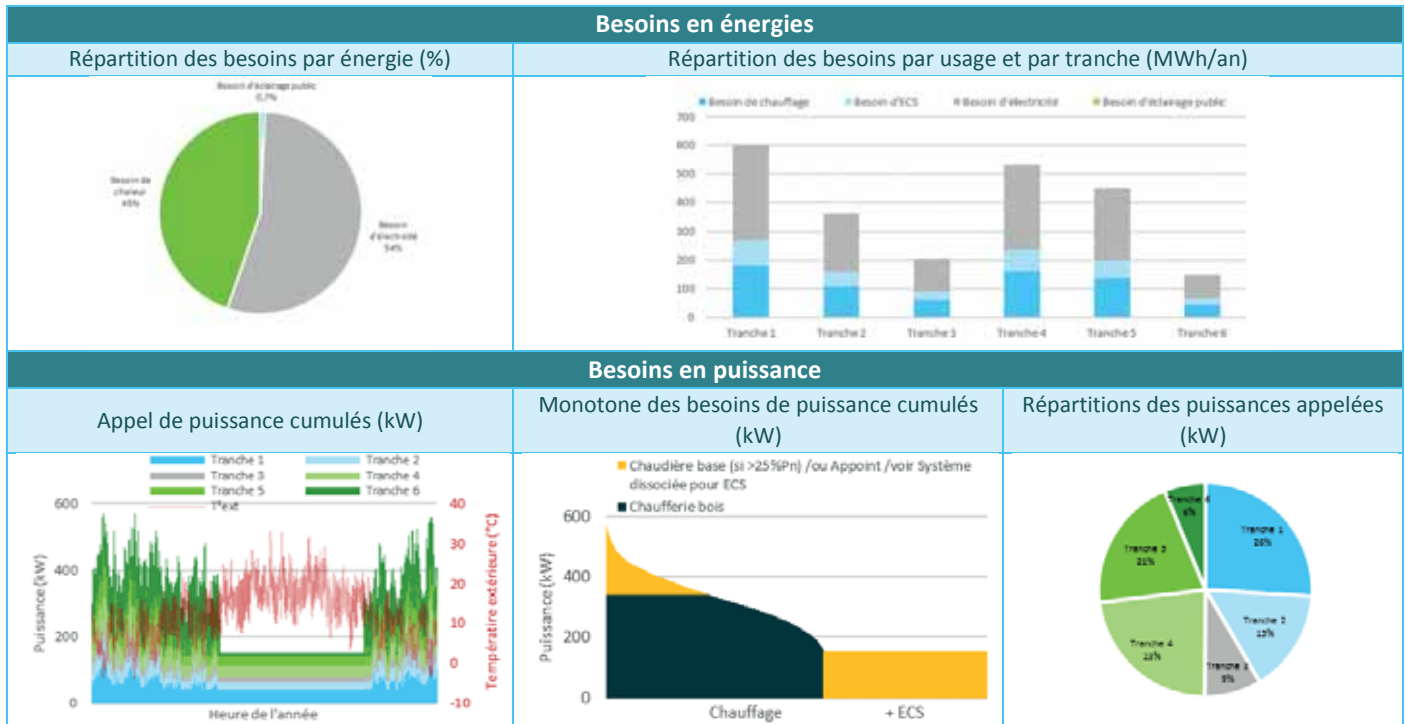 Besoins en énergies
Répartition des besoins par énergie (%)
Répartition des besoins par usage et par tranche (MWh/an)
Besoin d'éclairage public
0,7%
Besoin de
chaleur
45%
Besoin
d'électricité
54%
Besoin de chauffage
Besoin d'ECS
Besoin d'électricité
Besoin d'éclairage public
700
600
500
400
300
200
100
0
Tranche 1
Tranche 2
Tranche 3
Tranche 4
Tranche 5
Tranche 6
Besoins en puissance
Appel de puissance cumulés (kW)
Monotone des besoins de puissance cumulés
(kW)
Répartitions des puissances appelées
(kW)
Tranche 1
Tranche 2
Tranche 3
Tranche 4
Tranche 5
Tranche 6
T°ext
Puissance (kW)
600
400
200
0
40
30
20
10
0
-10
Température extérieure (°C)
Heure de l'année
Chaudière base (si >25%Pn) /ou Appoint /voir Système
dissociée pour ECS
Chaufferie bois
Puissance (kW)
600
400
200
0
Chauffage
+ ECS
Tranche 1
26%
Tranche 2
Tranche 3
9%
Tranche 4
Tranche
21%
Tranche
6%